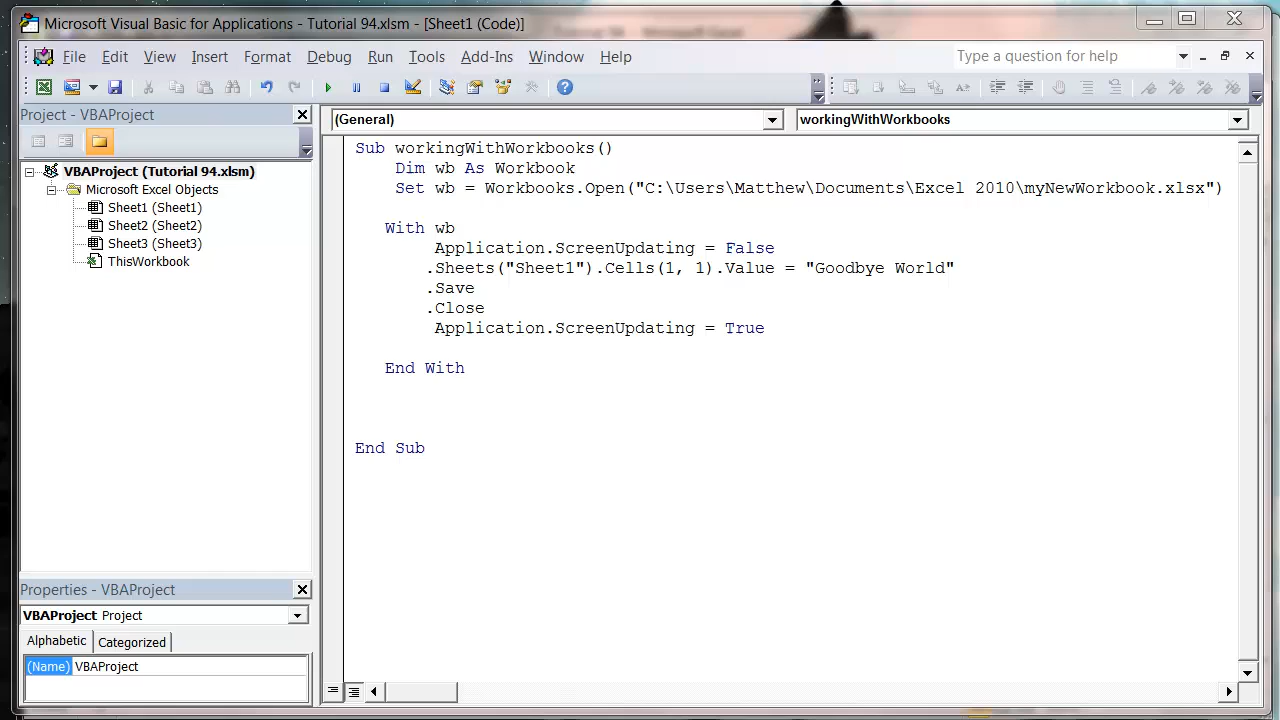 Microsoft Visual Basic for Applications - Tutorial 94.xlsm - [Sheet1 (Code)]
File Edit View Insert Format Debug Run Tools Add-Ins Window Help
Type a question for help
Project - VBAProject
(General)
workingWithWorkbooks
VBAProject (Tutorial 94.xlsm)
Microsoft Excel Objects
Sheet1 (Sheet1)
Sheet2 (Sheet2)
Sheet3 (Sheet3)
ThisWorkbook
Sub workingWithWorkbooks()
Dim wb As Workbook
Set wb = Workbooks.Open("C:\Users\Matthew\Documents\Excel 2010\myNewWorkbook.xlsx")
With wb
Application.ScreenUpdating = False
.Sheets("Sheet1").Cells(1, 1).Value = "Goodbye World"
.Save
.Close
Application.ScreenUpdating = True
End With
End Sub
Properties - VBAProject
VBAProject Project
Alphabetic Categorized
(Name) VBAProject